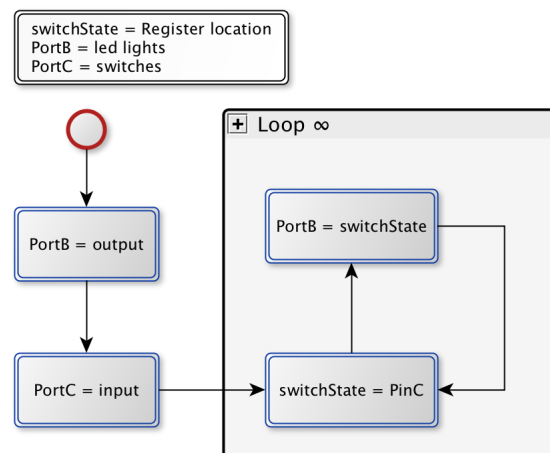 switchState = Register location
PortB = led lights
PortC = switches
+ Loop ∞
PortB = output
PortB = switchState
PortC = input
switchState = PinC